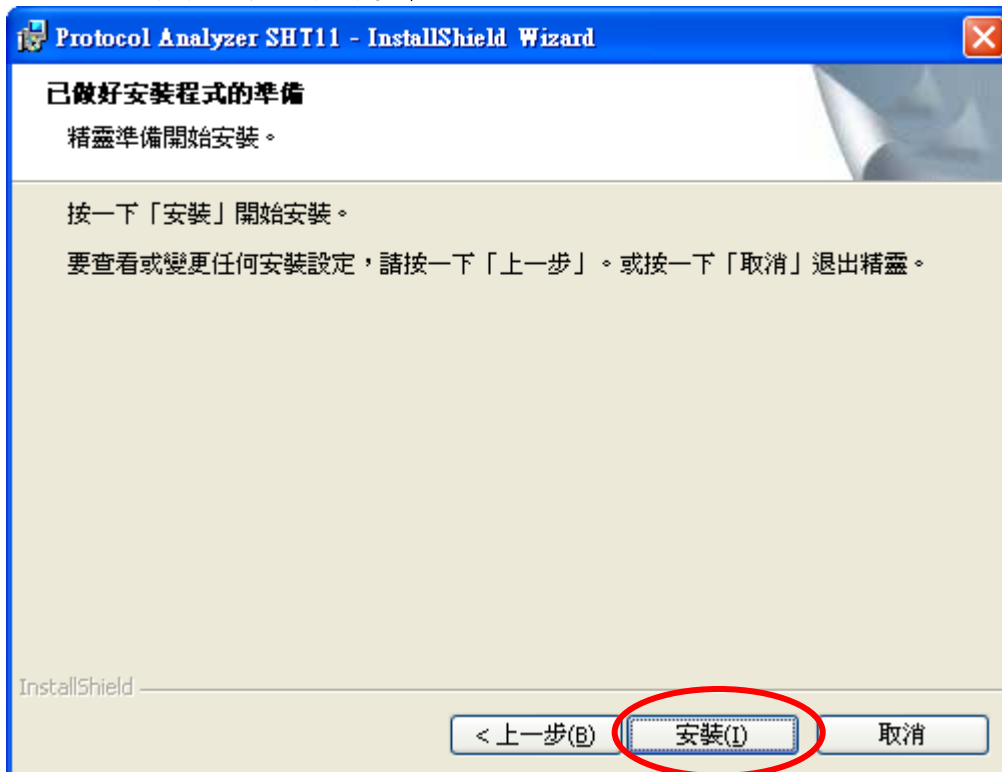 Protocol Analyzer SHT11 - InstallShield Wizard
已做好安裝程式的準備
精靈準備開始安裝。
按一下「安裝」開始安裝。
要查看或變更任何安裝設定，請按一下「上一步」。或按一下「取消」退出精靈。
InstallShield
< 上一步(B)
安裝(I)
取消